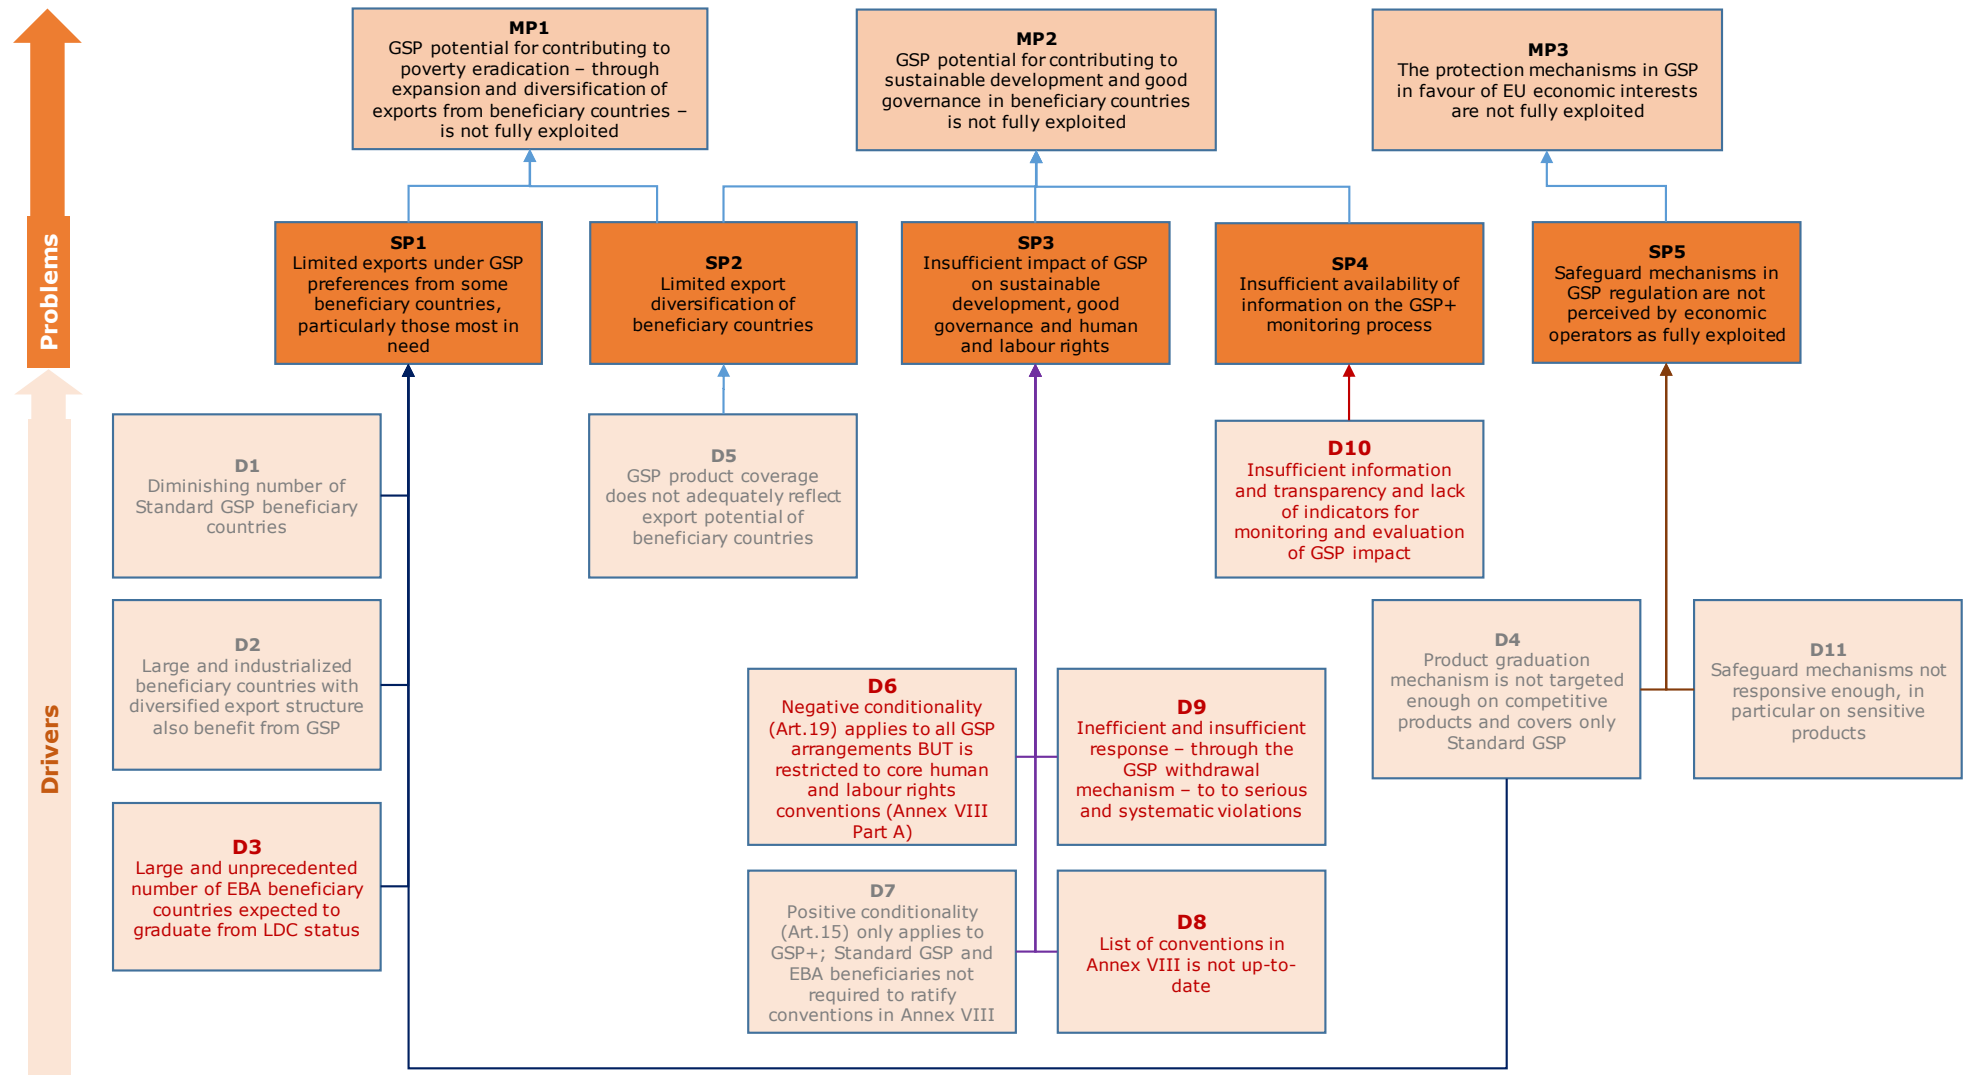 MP1
GSP potential for contributing to
poverty eradication – through
expansion and diversification of
exports from beneficiary countries –
is not fully exploited
MP2
GSP potential for contributing to
sustainable development and good
governance in beneficiary countries
is not fully exploited
MP3
The protection mechanisms in GSP
in favour of EU economic interests
are not fully exploited
Problems
SP1
Limited exports under GSP
preferences from some
beneficiary countries,
particularly those most in
need
SP2
Limited export
diversification of
beneficiary countries
SP3
Insufficient impact of GSP
on sustainable
development, good
governance and human
and labour rights
SP4
Insufficient availability of
information on the GSP+
monitoring process
SP5
Safeguard mechanisms in
GSP regulation are not
perceived by economic
operators as fully exploited
Drivers
D1
Diminishing number of
Standard GSP beneficiary
countries
D5
GSP product coverage
does not adequately reflect
export potential of
beneficiary countries
D10
Insufficient information
and transparency and lack
of indicators for
monitoring and evaluation
of GSP impact
D2
Large and industrialized
beneficiary countries with
diversified export structure
also benefit from GSP
D6
Negative conditionality
(Art.19) applies to all GSP
arrangements BUT is
restricted to core human
and labour rights
conventions (Annex VIII
Part A)
D9
Inefficient and insufficient
response – through the
GSP withdrawal
mechanism – to to serious
and systematic violations
D4
Product graduation
mechanism is not targeted
enough on competitive
products and covers only
Standard GSP
D11
Safeguard mechanisms not
responsive enough, in
particular on sensitive
products
D3
Large and unprecedented
number of EBA beneficiary
countries expected to
graduate from LDC status
D7
Positive conditionality
(Art.15) only applies to
GSP+; Standard GSP and
EBA beneficiaries not
required to ratify
conventions in Annex VIII
D8
List of conventions in
Annex VIII is not up-to-
date